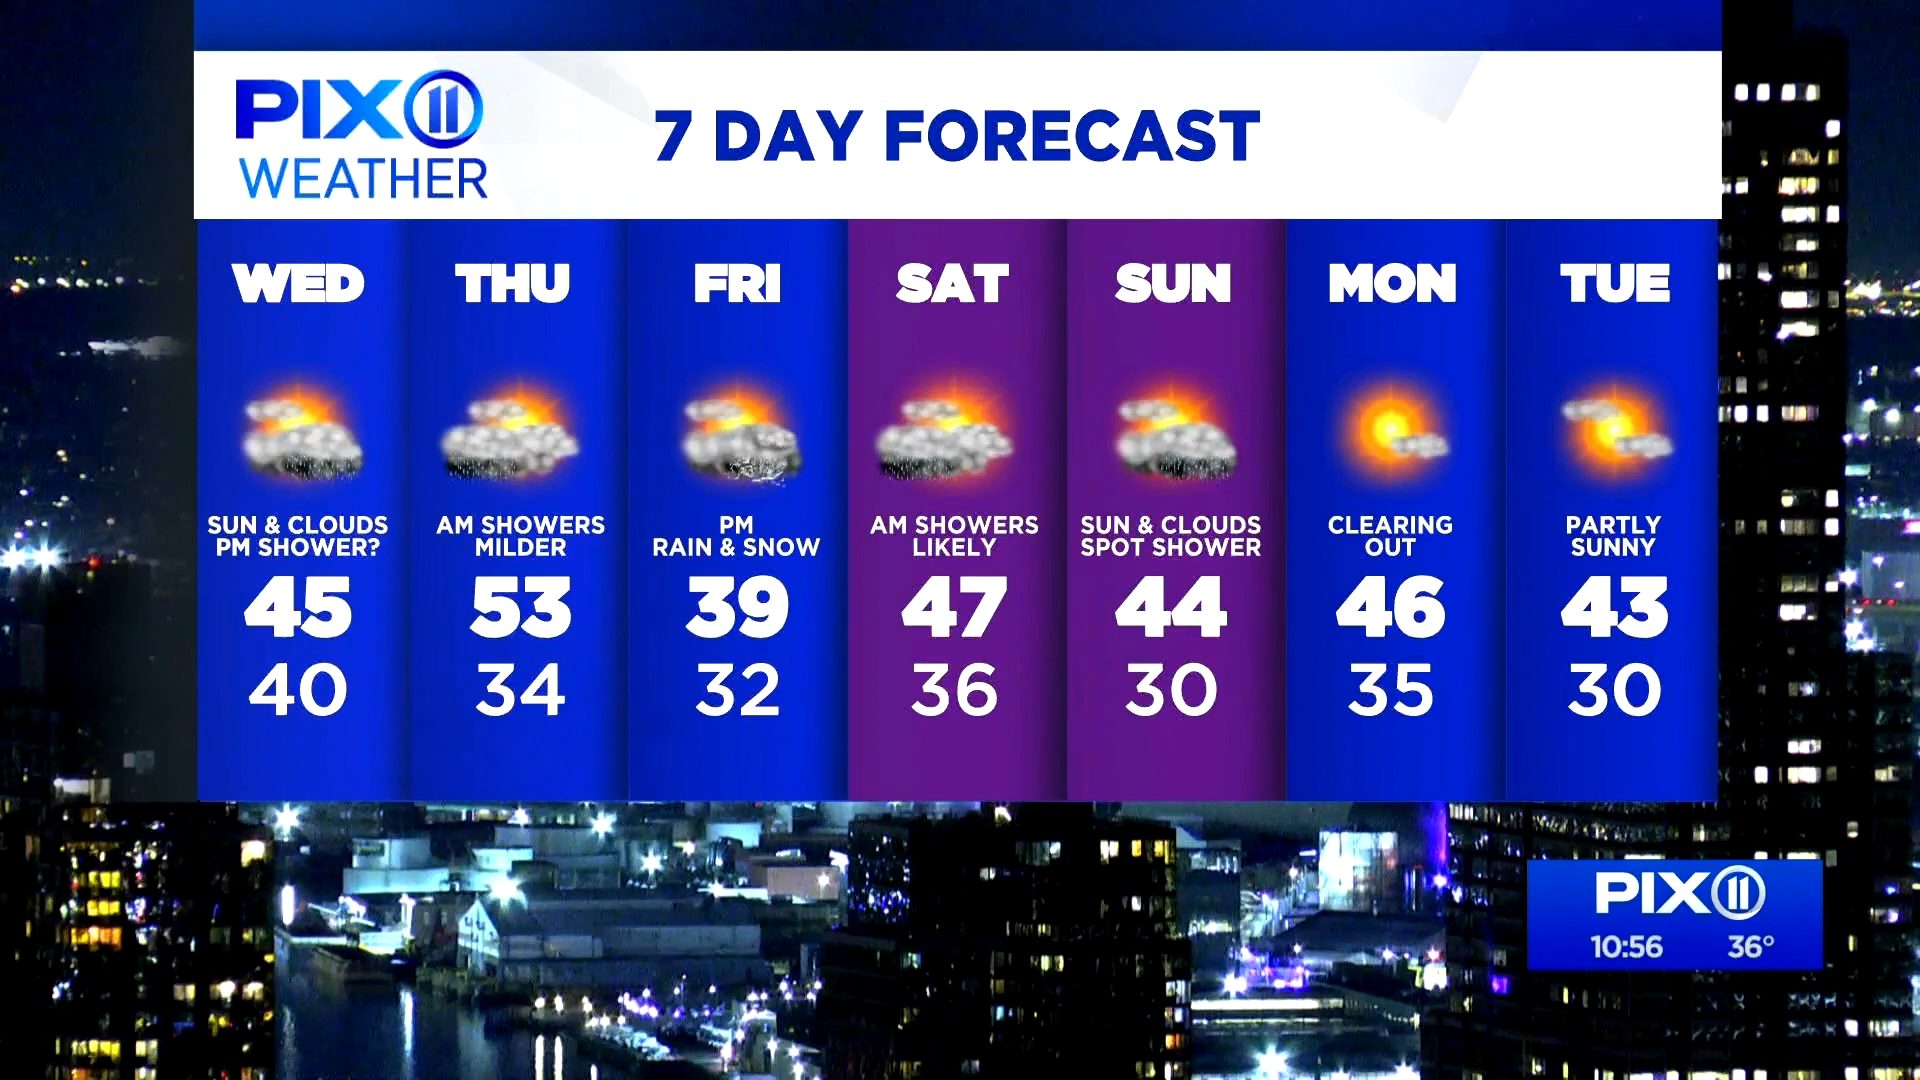 PIX11
WEATHER
7 DAY FORECAST
WED
SUN & CLOUDS
PM SHOWER?
45
40
THU
AM SHOWERS
MILDER
53
34
FRI
PM
RAIN & SNOW
39
32
SAT
AM SHOWERS
LIKELY
47
36
SUN
SUN & CLOUDS
SPOT SHOWER
44
30
MON
CLEARING
OUT
46
35
TUE
PARTLY
SUNNY
43
30
PIX11
10:56 36°